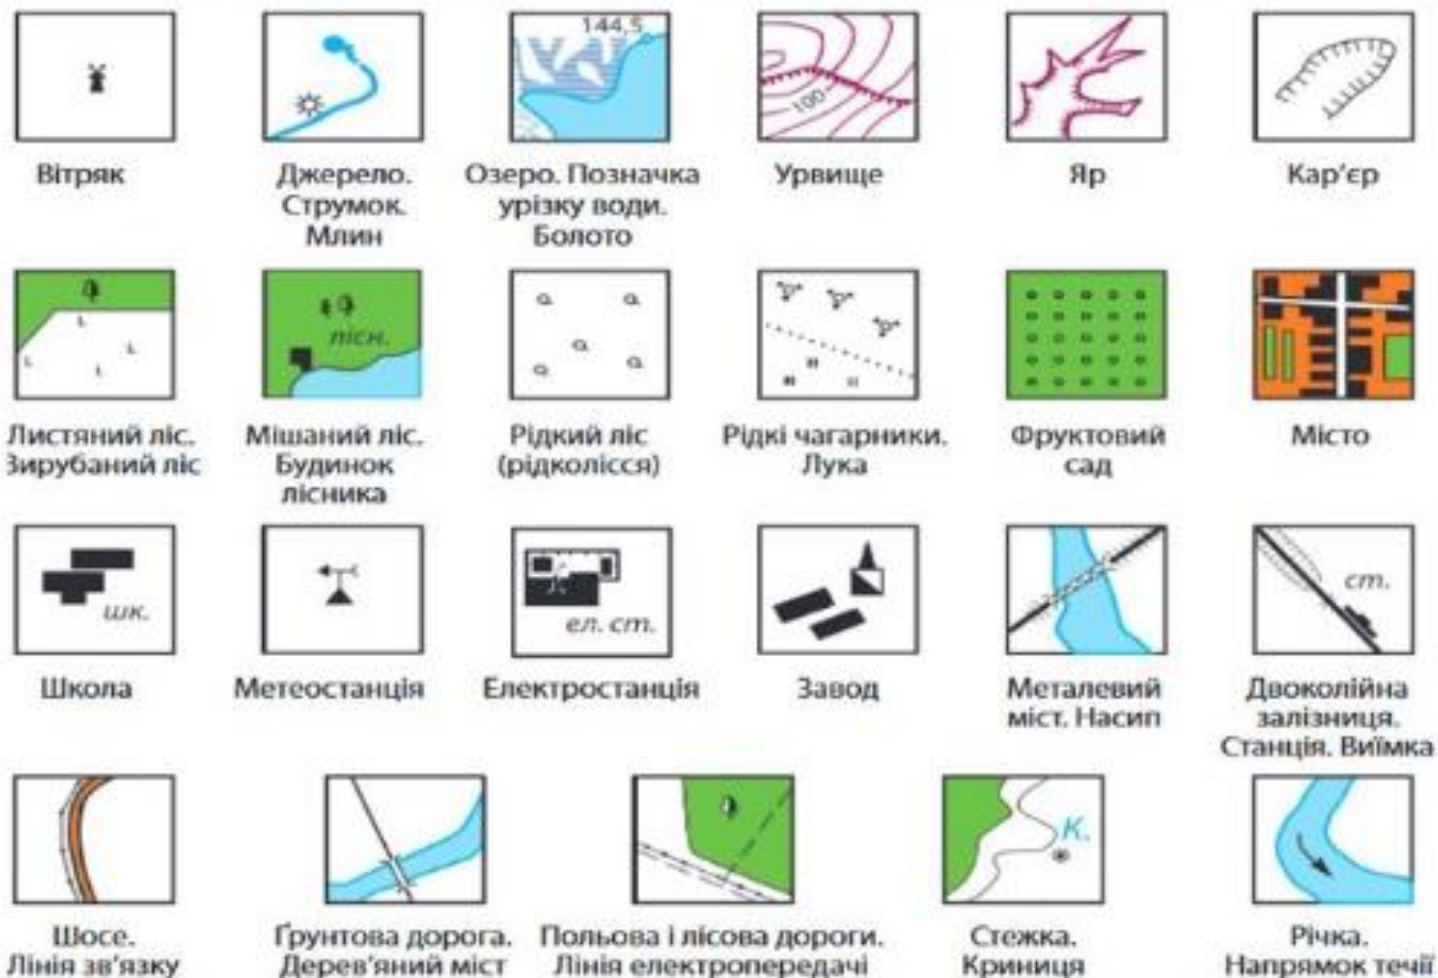 144,5
100
Вітряк
Джерело.
Струмок.
Млин
Озеро. Позначка
урізку води.
Болото
Урвище
Яр
Кар'єр
лісн.
Листяний ліс.
Вирубаний ліс
Мішаний ліс.
Будинок
лісника
Рідкий ліс
(рідколісся)
Рідкі чагарники.
Лука
Фруктовий
сад
Місто
шк.
ел. ст.
ст.
Школа
Метеостанція
Електростанція
Завод
Металевий
міст. Насип
Двоколійна
залізниця.
Станція. Виїмка
К.
Шосе.
Лінія зв'язку
Ґрунтова дорога.
Дерев'яний міст
Польова і лісова дороги.
Лінія електропередачі
Стежка.
Криниця
Річка.
Напрямок течії